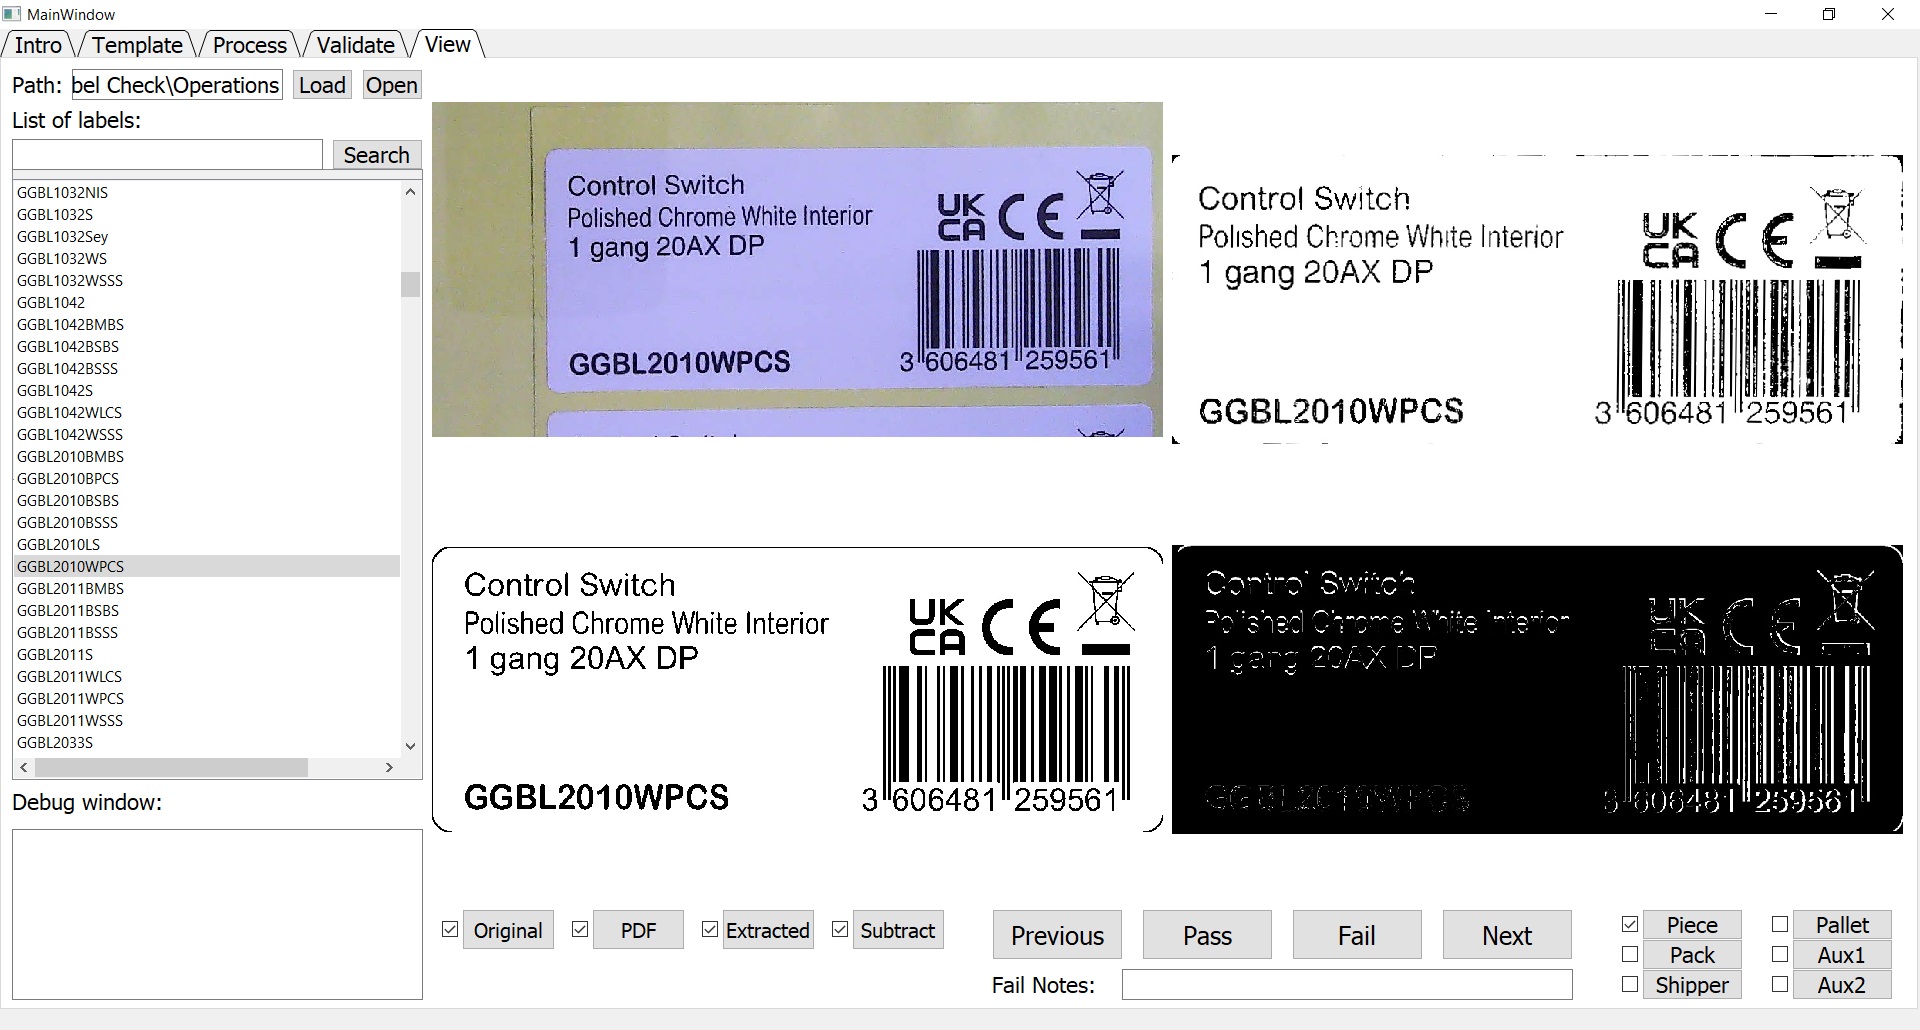 MainWindow
Intro
Template
Process
Validate
View
Path:
bel Check\Operations
Load
Open
List of labels:
Search
GGBL1032NIS
GGBL1032S
GGBL1032Sey
GGBL1032WS
GGBL1032WSSS
GGBL1042
GGBL1042BMBS
GGBL1042BSBS
GGBL1042BSSS
GGBL1042S
GGBL1042WLCS
GGBL1042WSSS
GGBL2010BMBS
GGBL2010BPCS
GGBL2010BSBS
GGBL2010BSSS
GGBL2010LS
GGBL2010WPCS
GGBL2011BMBS
GGBL2011BSBS
GGBL2011BSSS
GGBL2011S
GGBL2011WLCS
GGBL2011WPCS
GGBL2011WSSS
GGBL2033S
Debug window:
Control Switch
Polished Chrome White Interior
1 gang 20AX DP
UK
CA
CE
GGBL2010WPCS
3 606481 259561
Control Switch
Polished Chrome White Interior
1 gang 20AX DP
UK
CA
CE
GGBL2010WPCS
3 606481 259561
Control Switch
Polished Chrome White Interior
1 gang 20AX DP
UK
CA
CE
GGBL2010WPCS
3 606481 259561
Control Switch
Polished Chrome White Interior
1 gang 20AX DP
UK
CA
CE
GGBL2010WPCS
3 606481 259561
Original
PDF
Extracted
Subtract
Previous
Pass
Fail
Next
Fail Notes:
Piece
Pack
Shipper
Pallet
Aux1
Aux2